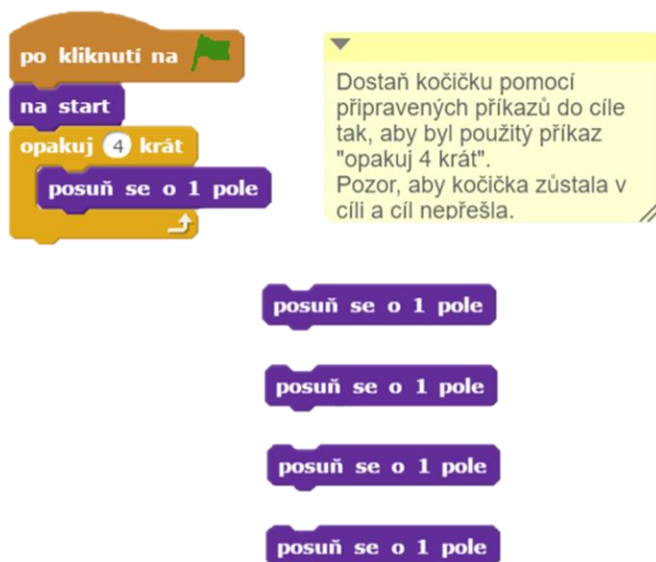 po kliknutí na
na start
opakuj 4 krát
posuň se o 1 pole
Dostaň kočičku pomocí
připravených příkazů do cíle
tak, aby byl použitý příkaz
"opakuj 4 krát".
Pozor, aby kočička zůstala v
cíli a cíl nepřešla.
posuň se o 1 pole
posuň se o 1 pole
posuň se o 1 pole
posuň se o 1 pole